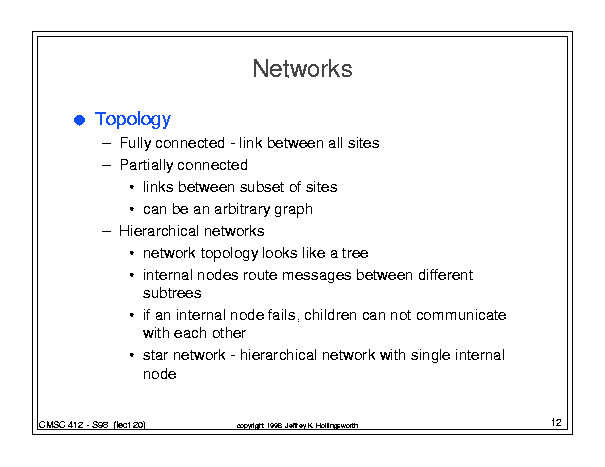 Networks
● Topology
– Fully connected - link between all sites
– Partially connected
• links between subset of sites
• can be an arbitrary graph
– Hierarchical networks
• network topology looks like a tree
• internal nodes route messages between different
subtrees
• if an internal node fails, children can not communicate
with each other
• star network - hierarchical network with single internal
node
CMSC 412 - S98 (lect 20)
copyright 1998 Jeffrey K. Hollingsworth
12